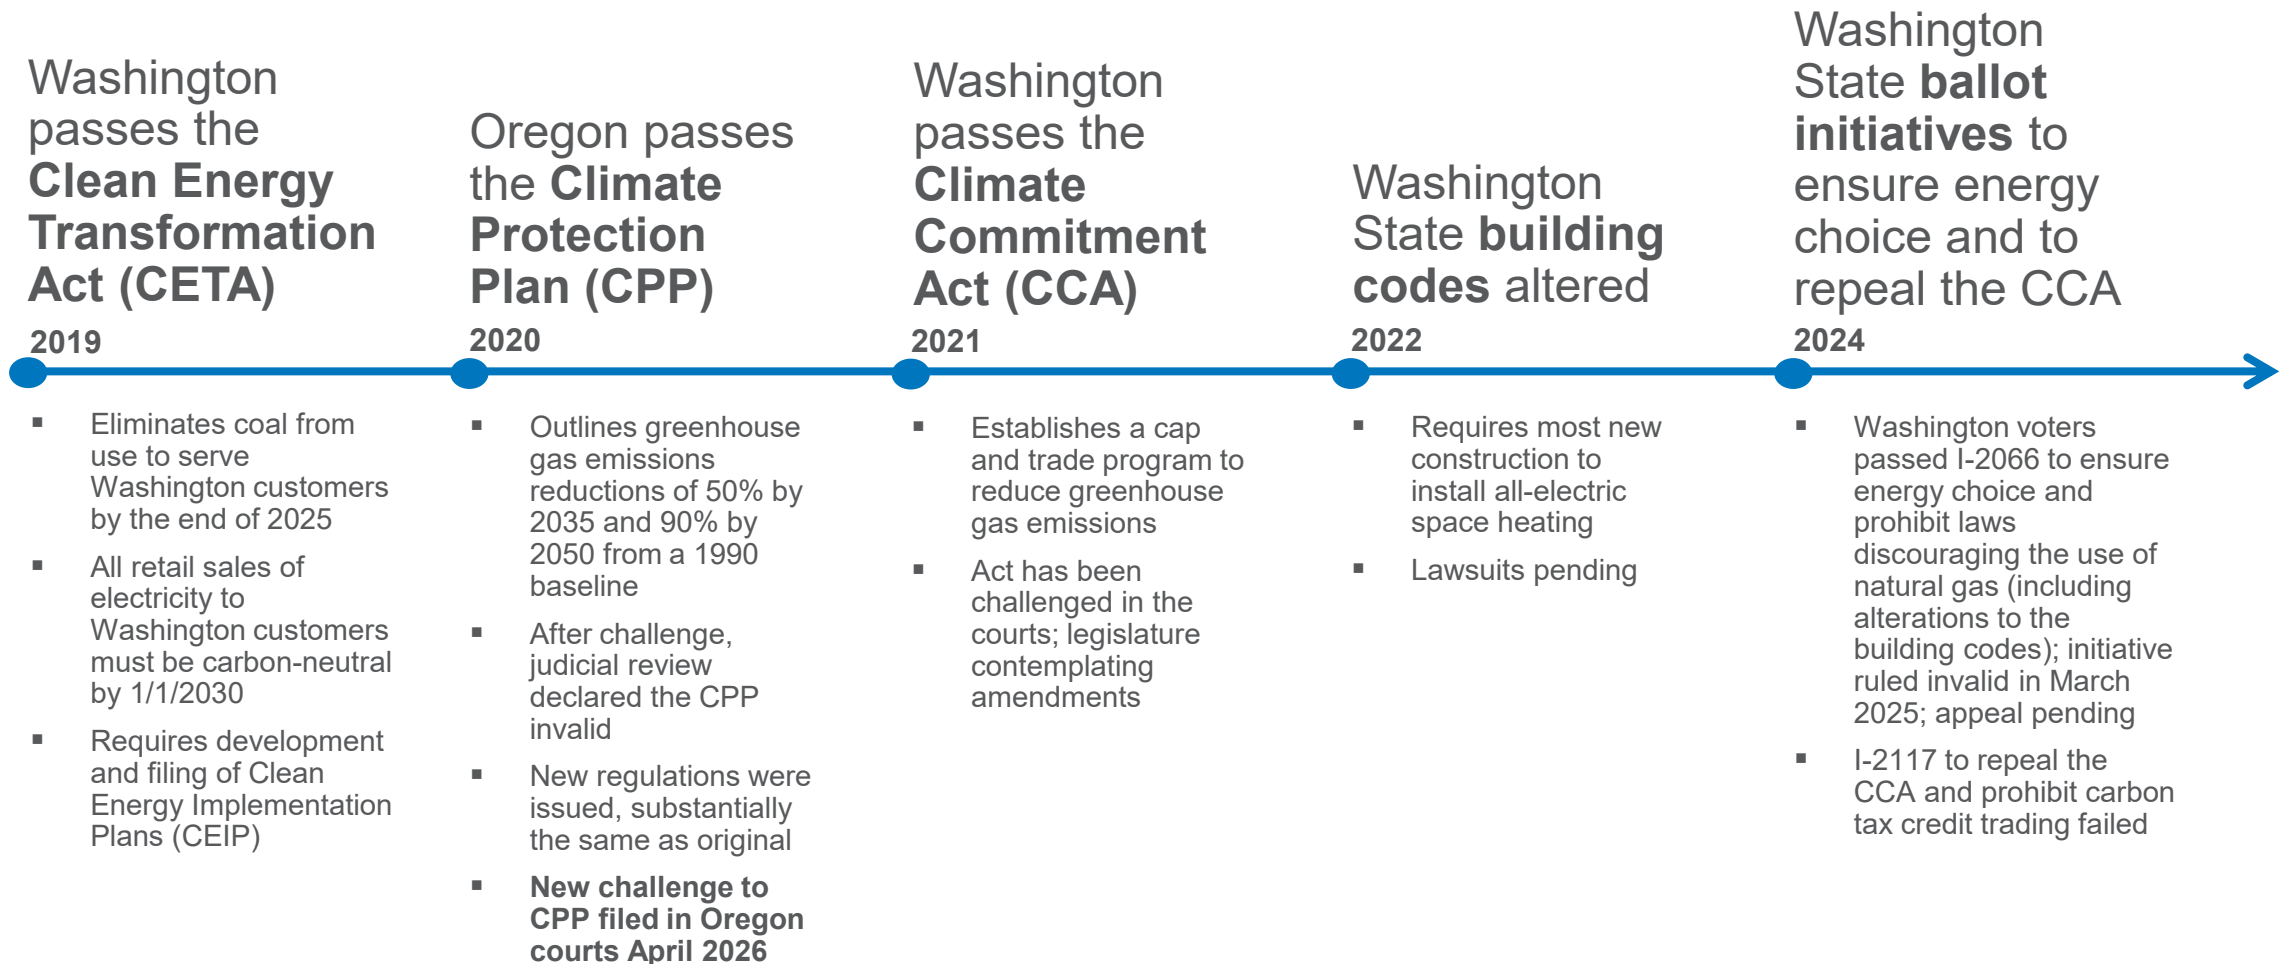 Washington
passes the
Clean Energy
Transformation
Act (CETA)
2019
▪ Eliminates coal from
use to serve
Washington customers
by the end of 2025
▪ All retail sales of
electricity to
Washington customers
must be carbon-neutral
by 1/1/2030
▪ Requires development
and filing of Clean
Energy Implementation
Plans (CEIP)
Oregon passes
the Climate
Protection
Plan (CPP)
2020
▪ Outlines greenhouse
gas emissions
reductions of 50% by
2035 and 90% by
2050 from a 1990
baseline
▪ After challenge,
judicial review
declared the CPP
invalid
▪ New regulations were
issued, substantially
the same as original
▪ New challenge to
CPP filed in Oregon
courts April 2026
Washington
passes the
Climate
Commitment
Act (CCA)
2021
▪ Establishes a cap
and trade program to
reduce greenhouse
gas emissions
▪ Act has been
challenged in the
courts; legislature
contemplating
amendments
Washington
State building
codes altered
2022
▪ Requires most new
construction to
install all-electric
space heating
▪ Lawsuits pending
Washington
State ballot
initiatives to
ensure energy
choice and to
repeal the CCA
2024
▪ Washington voters
passed I-2066 to ensure
energy choice and
prohibit laws
discouraging the use of
natural gas (including
alterations to the
building codes); initiative
ruled invalid in March
2025; appeal pending
▪ I-2117 to repeal the
CCA and prohibit carbon
tax credit trading failed